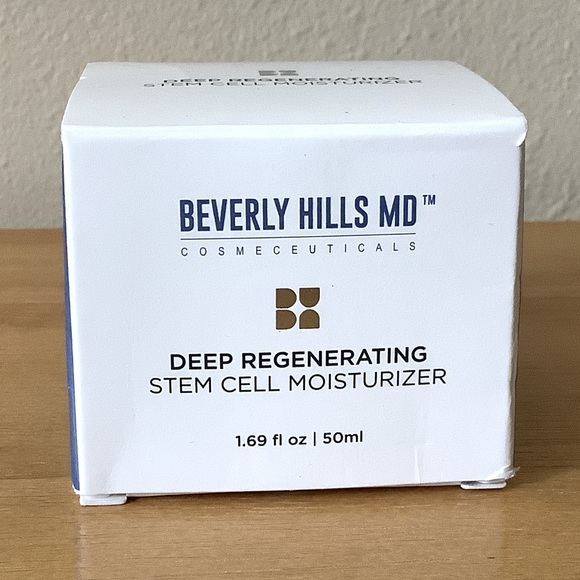 DEEP REGENERATING
STEM CELL MOISTURIZER
BEVERLY HILLS MD™
COSMECEUTICALS
DEEP REGENERATING
STEM CELL MOISTURIZER
1.69 fl oz | 50ml